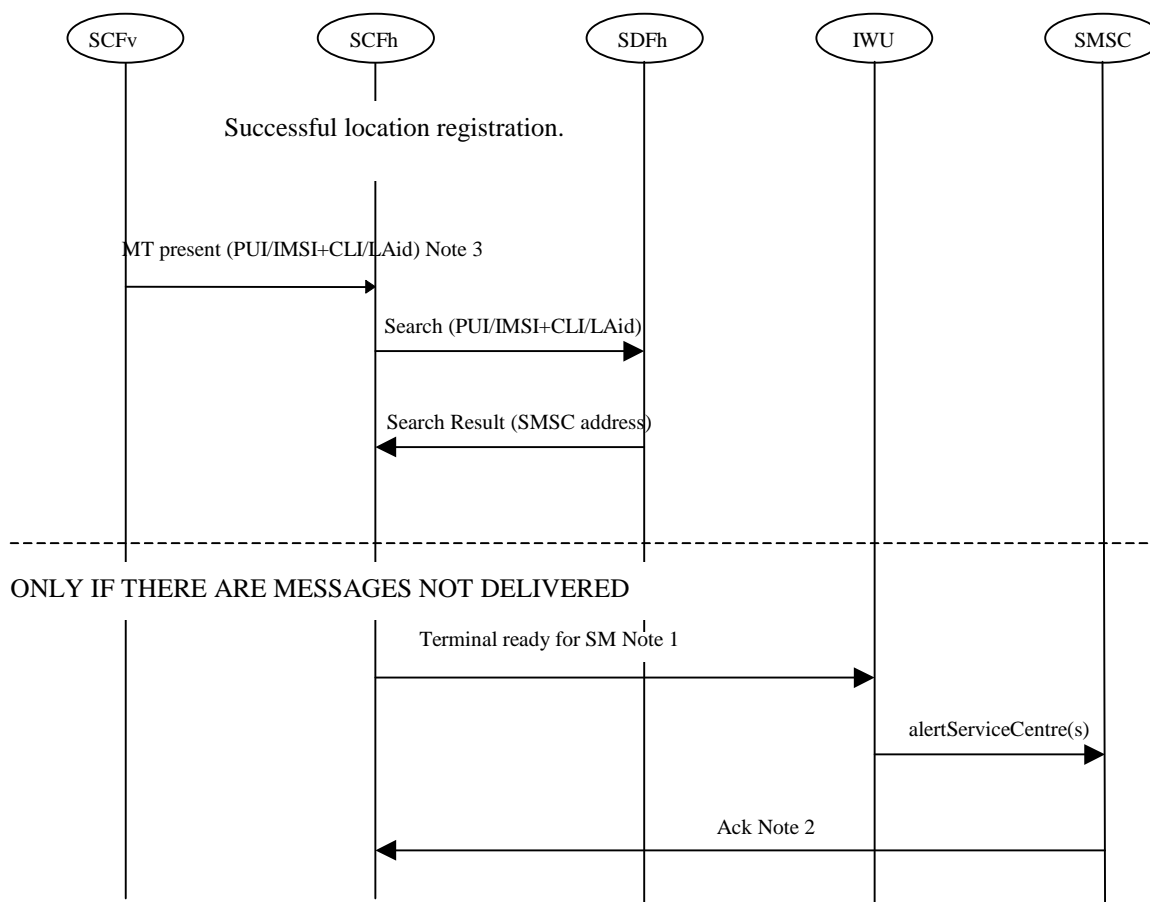 SCFv
SCFh
SDFh
IWU
SMSC
Successful location registration.
MT present (PUI/IMSI+CLI/LAid) Note 3
Search (PUI/IMSI+CLI/LAid)
Search Result (SMSC address)
ONLY IF THERE ARE MESSAGES NOT DELIVERED
Terminal ready for SM Note 1
alertServiceCentre(s)
Ack Note 2